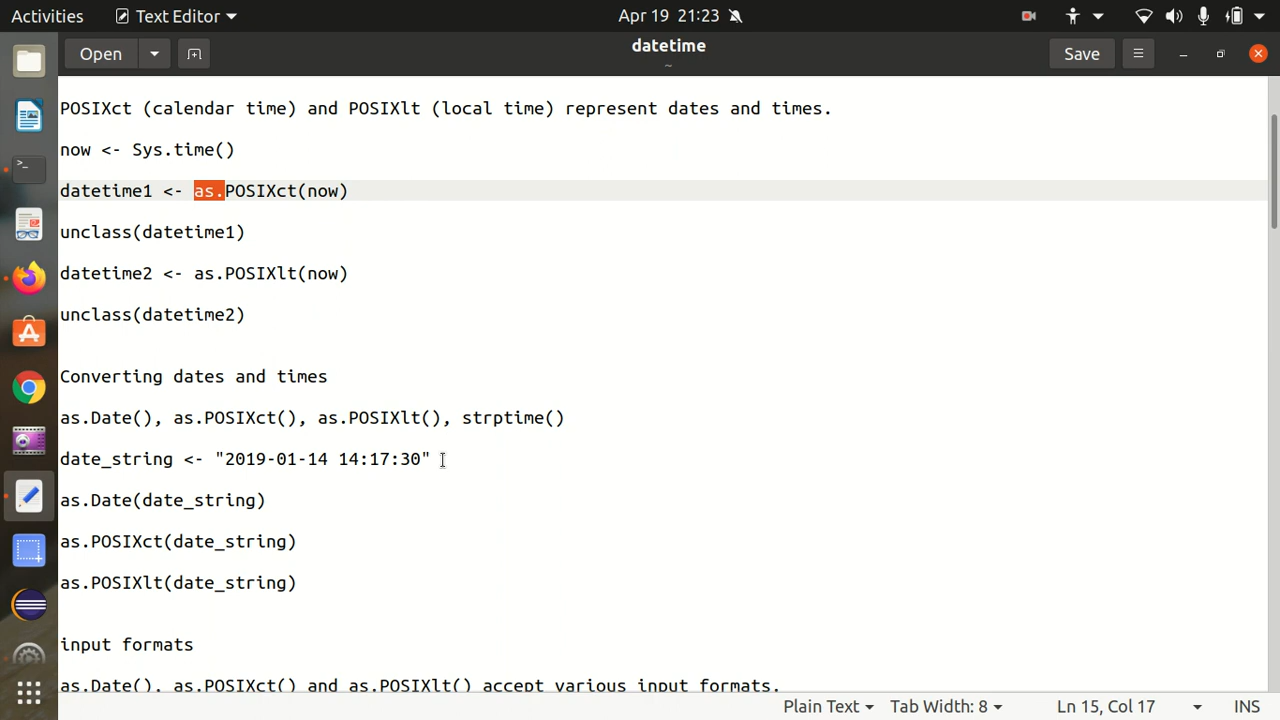 Activities
Text Editor
Apr 19 21:23
Open
datetime
~
Save
POSIXct (calendar time) and POSIXlt (local time) represent dates and times.
now <- Sys.time()
datetime1 <- as.POSIXct(now)
unclass(datetime1)
datetime2 <- as.POSIXlt(now)
unclass(datetime2)
Converting dates and times
as.Date(), as.POSIXct(), as.POSIXlt(), strptime()
date_string <- "2019-01-14 14:17:30"
as.Date(date_string)
as.POSIXct(date_string)
as.POSIXlt(date_string)
input formats
as.Date(), as.POSIXct() and as.POSIXlt() accept various input formats.
Plain Text
Tab Width: 8
Ln 15, Col 17
INS